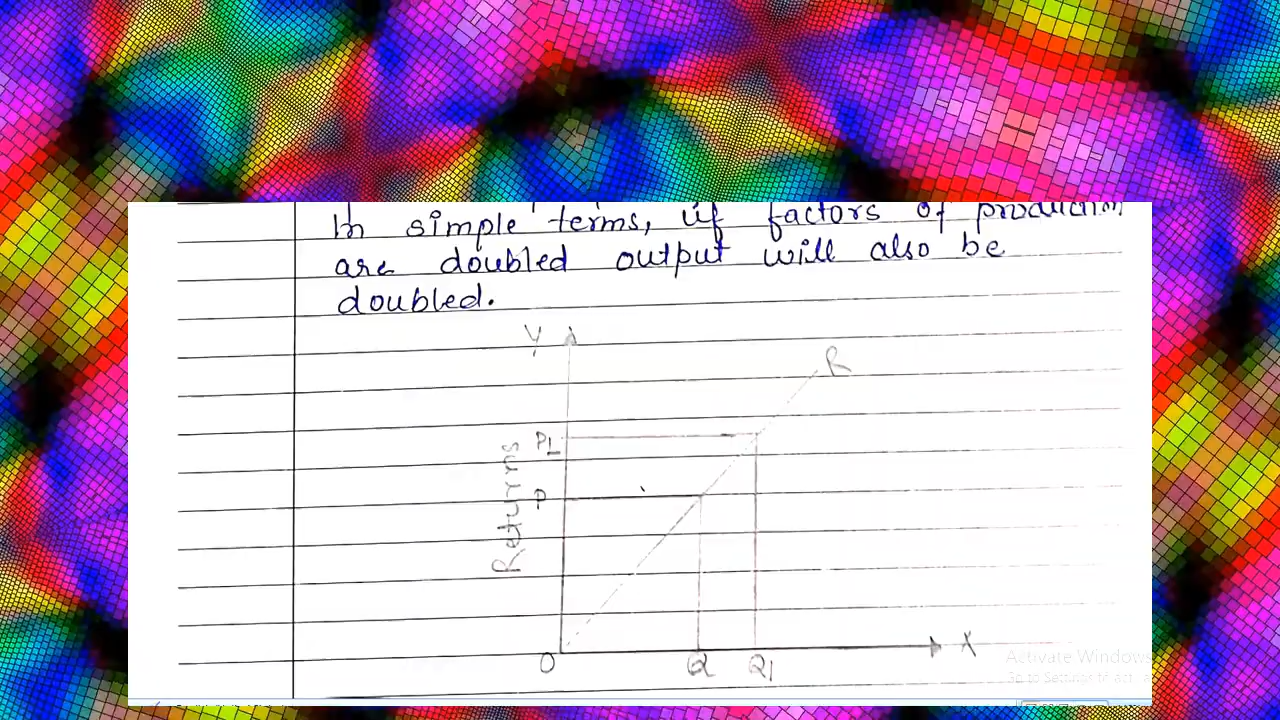 In simple terms, if factors of production
are doubled output will also be
doubled.
Y
R
P1
Returns
P
O
Q
Q1
X
Activate Windows